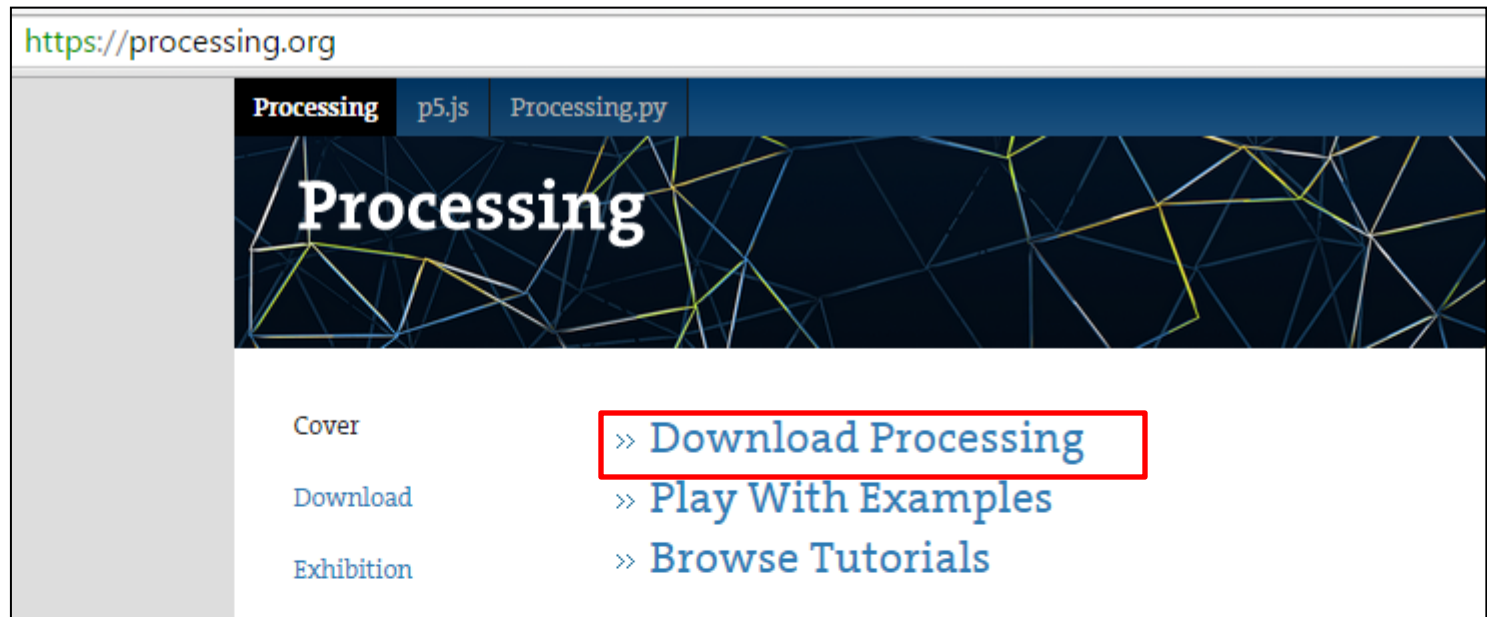 https://processing.org
Processing p5.js Processing.py
Processing
Cover
Download
Exhibition
» Download Processing
» Play With Examples
» Browse Tutorials